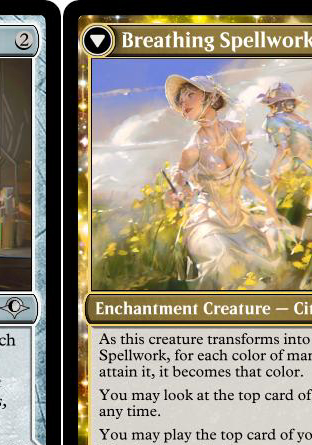 2
Breathing Spellwork
Enchantment Creature — Cit
ch
As this creature transforms into
Spellwork, for each color of mar
attain it, it becomes that color.
You may look at the top card of
s,
any time.
You may play the top card of yo